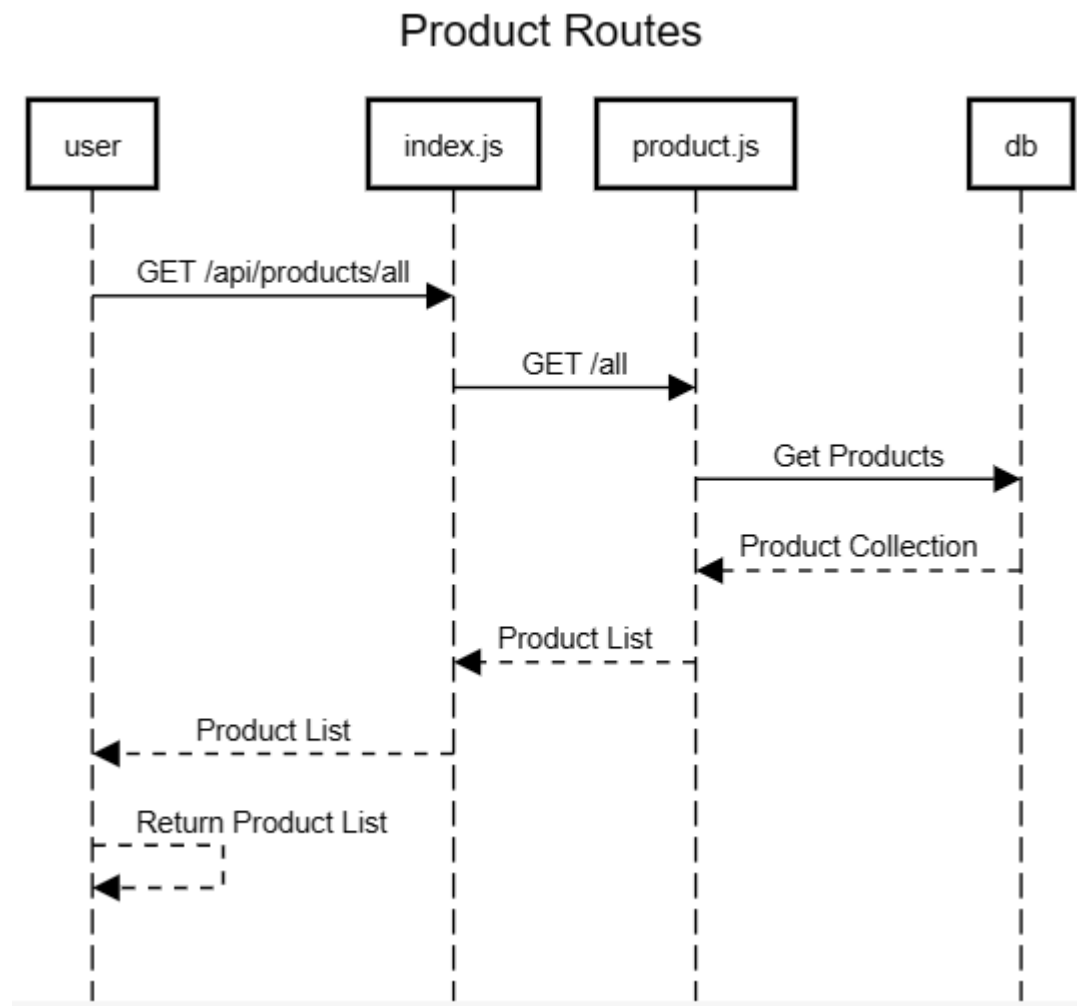 Product Routes
user
index.js
product.js
db
GET /api/products/all
GET /all
Get Products
Product Collection
Product List
Product List
Return Product List